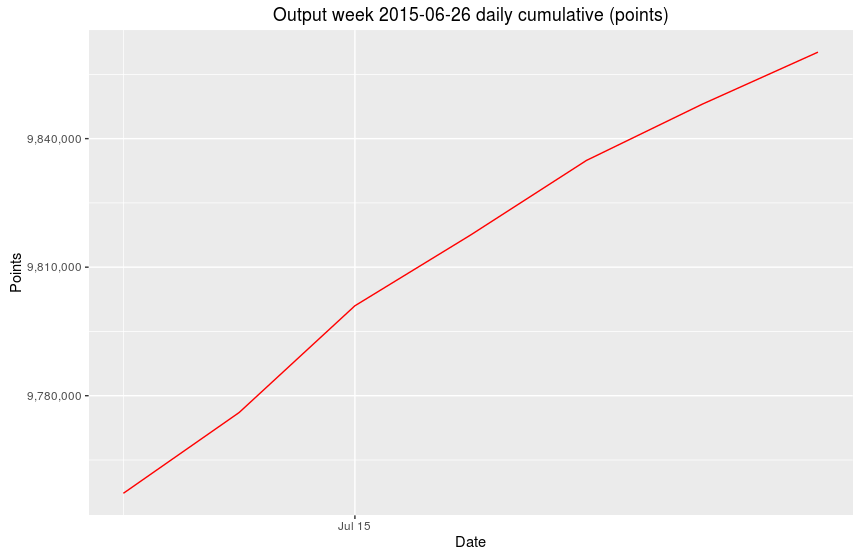 Output week 2015-06-26 daily cumulative (points)
9,840,000
9,810,000
9,780,000
Points
Jul 15
Date